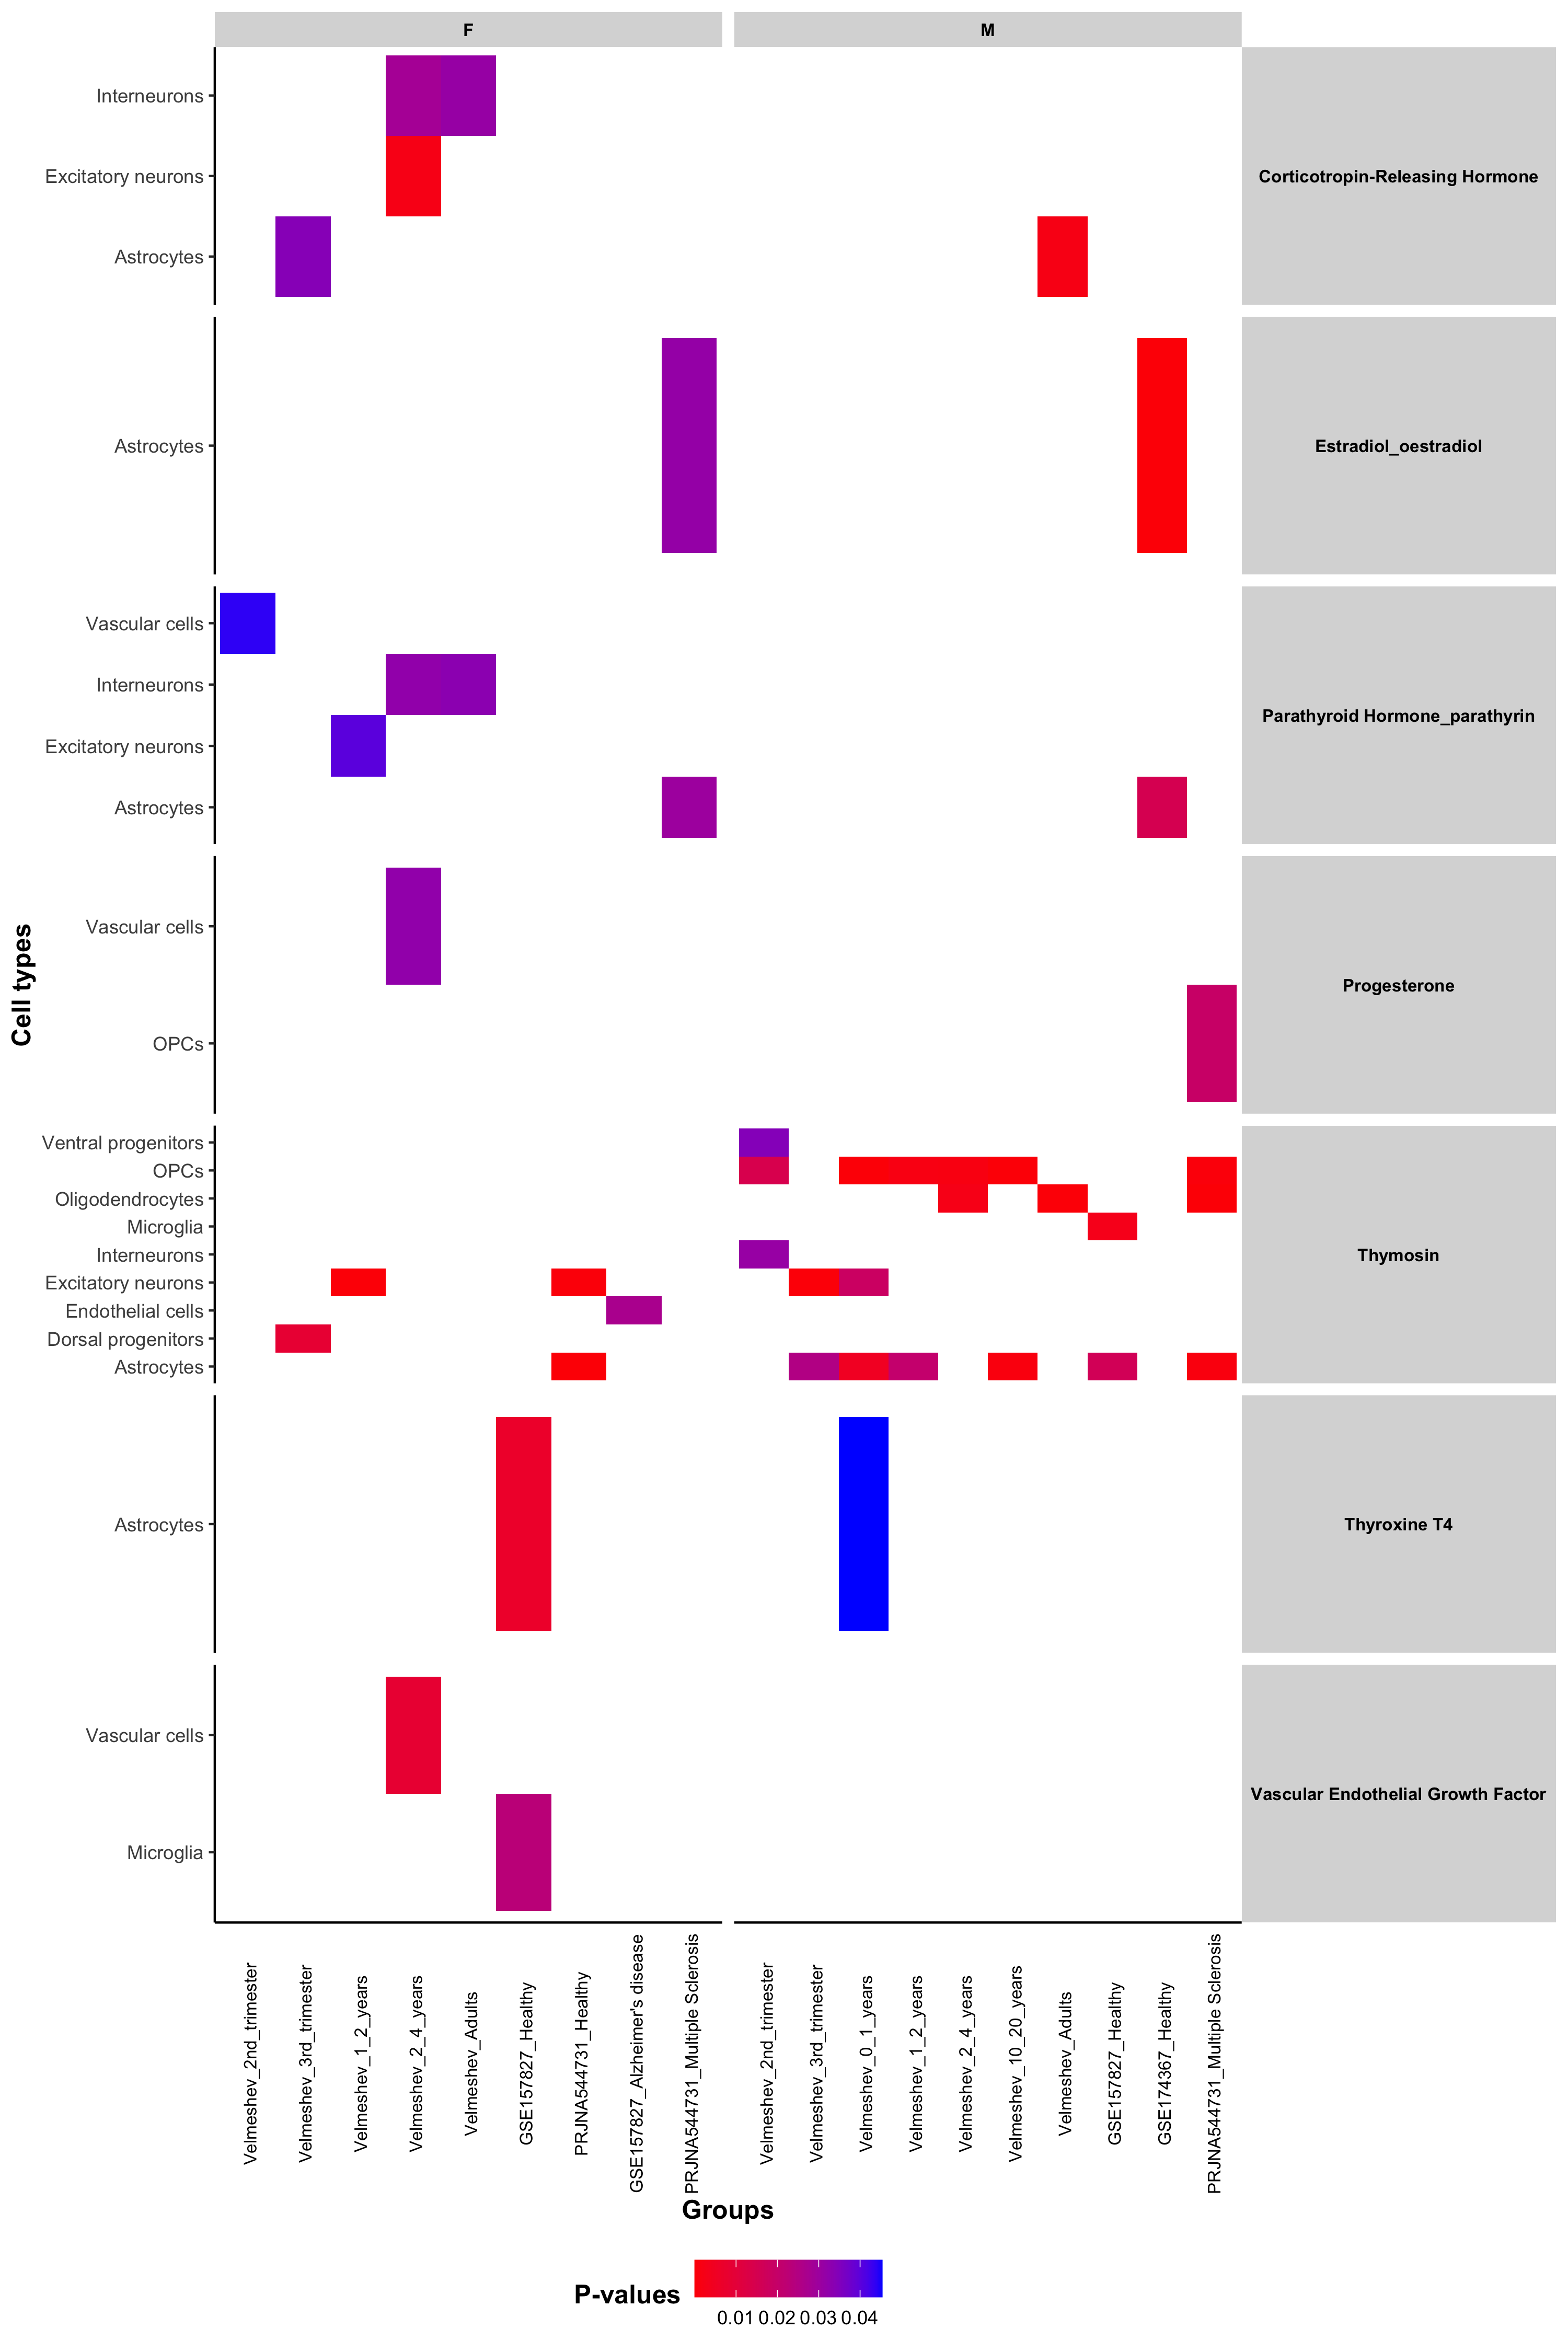 F
M
Interneurons
Excitatory neurons
Astrocytes
Corticotropin-Releasing Hormone
Astrocytes
Estradiol_oestradiol
Vascular cells
Interneurons
Excitatory neurons
Astrocytes
Parathyroid Hormone_parathyrin
Vascular cells
OPCs
Progesterone
Ventral progenitors
OPCs
Oligodendrocytes
Microglia
Interneurons
Excitatory neurons
Endothelial cells
Dorsal progenitors
Astrocytes
Thymosin
Astrocytes
Thyroxine T4
Vascular cells
Microglia
Vascular Endothelial Growth Factor
Cell types
Velmeshev_2nd_trimester
Velmeshev_3rd_trimester
Velmeshev_1_2_years
Velmeshev_2_4_years
Velmeshev_Adults
GSE157827_Healthy
PRJNA544731_Healthy
GSE157827_Alzheimer's disease
PRJNA544731_Multiple Sclerosis
Velmeshev_2nd_trimester
Velmeshev_3rd_trimester
Velmeshev_0_1_years
Velmeshev_1_2_years
Velmeshev_2_4_years
Velmeshev_10_20_years
Velmeshev_Adults
GSE157827_Healthy
GSE174367_Healthy
PRJNA544731_Multiple Sclerosis
Groups
P-values
0.01 0.02 0.03 0.04